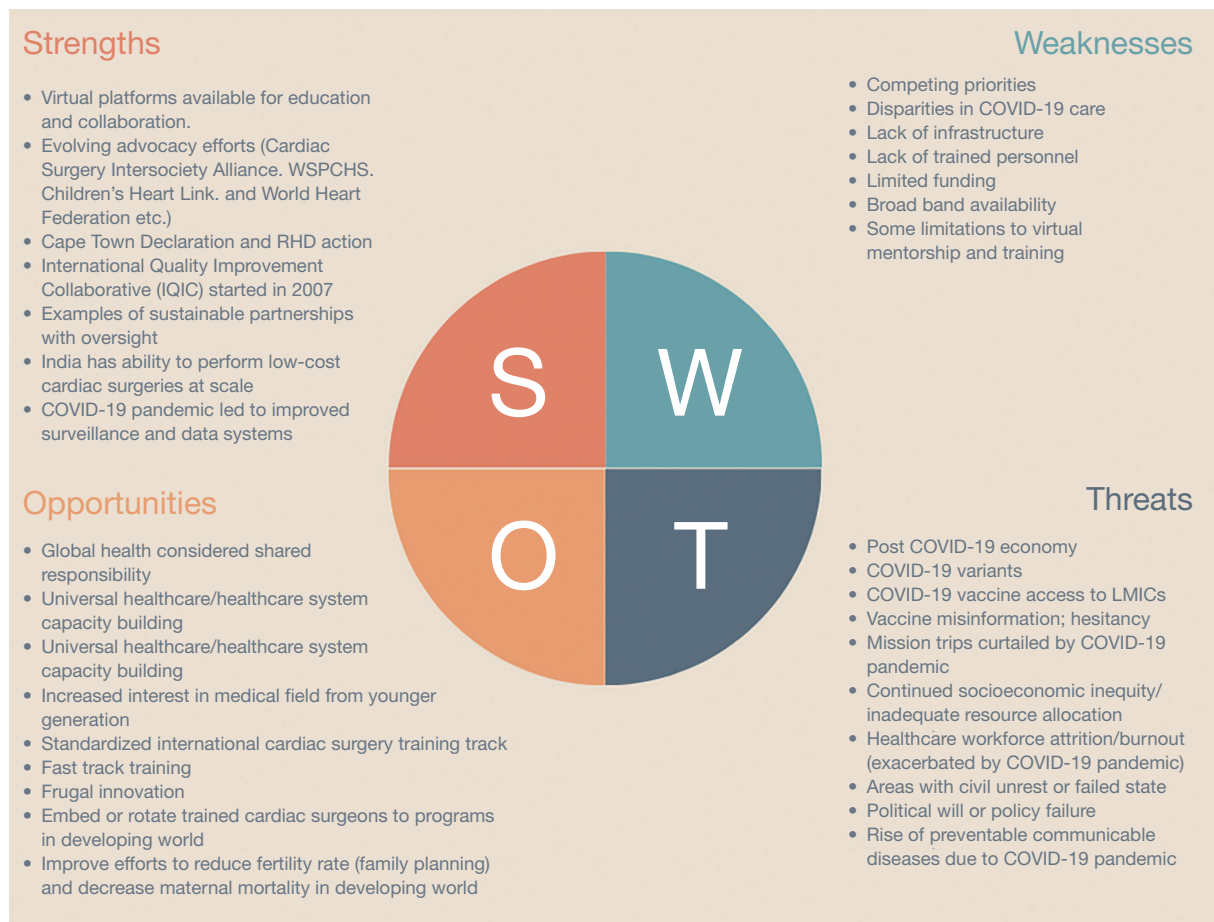 Strengths
• Virtual platforms available for education
and collaboration.
• Evolving advocacy efforts (Cardiac
Surgery Intersociety Alliance. WSPCHS.
Children’s Heart Link. and World Heart
Federation etc.)
• Cape Town Declaration and RHD action
• International Quality Improvement
Collaborative (IQIC) started in 2007
• Examples of sustainable partnerships
with oversight
• India has ability to perform low-cost
cardiac surgeries at scale
• COVID-19 pandemic led to improved
surveillance and data systems
Weaknesses
• Competing priorities
• Disparities in COVID-19 care
• Lack of infrastructure
• Lack of trained personnel
• Limited funding
• Broad band availability
• Some limitations to virtual
mentorship and training
S
W
O
T
Opportunities
• Global health considered shared
responsibility
• Universal healthcare/healthcare system
capacity building
• Universal healthcare/healthcare system
capacity building
• Increased interest in medical field from younger
generation
• Standardized international cardiac surgery training track
• Fast track training
• Frugal innovation
• Embed or rotate trained cardiac surgeons to programs
in developing world
• Improve efforts to reduce fertility rate (family planning)
and decrease maternal mortality in developing world
Threats
• Post COVID-19 economy
• COVID-19 variants
• COVID-19 vaccine access to LMICs
• Vaccine misinformation; hesitancy
• Mission trips curtailed by COVID-19
pandemic
• Continued socioeconomic inequity/
inadequate resource allocation
• Healthcare workforce attrition/burnout
(exacerbated by COVID-19 pandemic)
• Areas with civil unrest or failed state
• Political will or policy failure
• Rise of preventable communicable
diseases due to COVID-19 pandemic